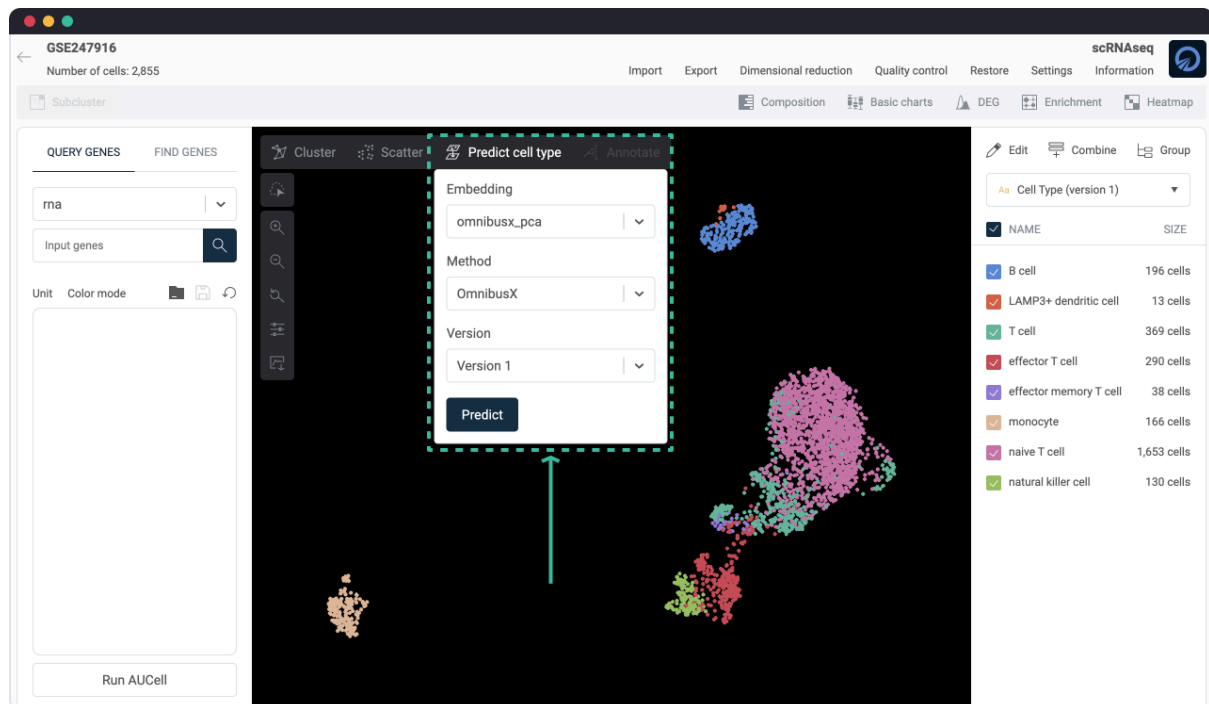 GSE247916
scRNAseq
Number of cells: 2,855
Import Export Dimensional reduction Quality control Restore Settings Information
Subcluster
Composition Basic charts DEG Enrichment Heatmap
QUERY GENES FIND GENES
rna
Input genes
Unit Color mode
Run AUCell
Cluster Scatter Predict cell type Annotate
Embedding
omnibusx_pca
Method
OmnibusX
Version
Version 1
Predict
Edit Combine Group
Aa Cell Type (version 1)
NAME SIZE
B cell 196 cells
LAMP3+ dendritic cell 13 cells
T cell 369 cells
effector T cell 290 cells
effector memory T cell 38 cells
monocyte 166 cells
naive T cell 1,653 cells
natural killer cell 130 cells